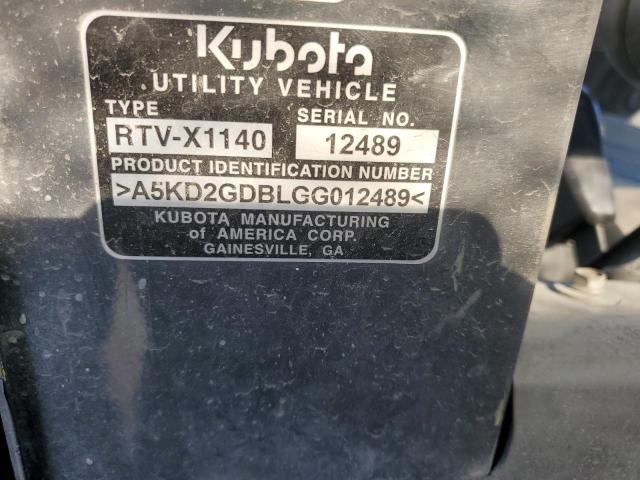 Kubota
UTILITY VEHICLE
TYPE SERIAL NO.
RTV-X1140 12489
PRODUCT IDENTIFICATION NUMBER
>A5KD2GDBLGG012489<
KUBOTA MANUFACTURING
of AMERICA CORP.
GAINESVILLE, GA